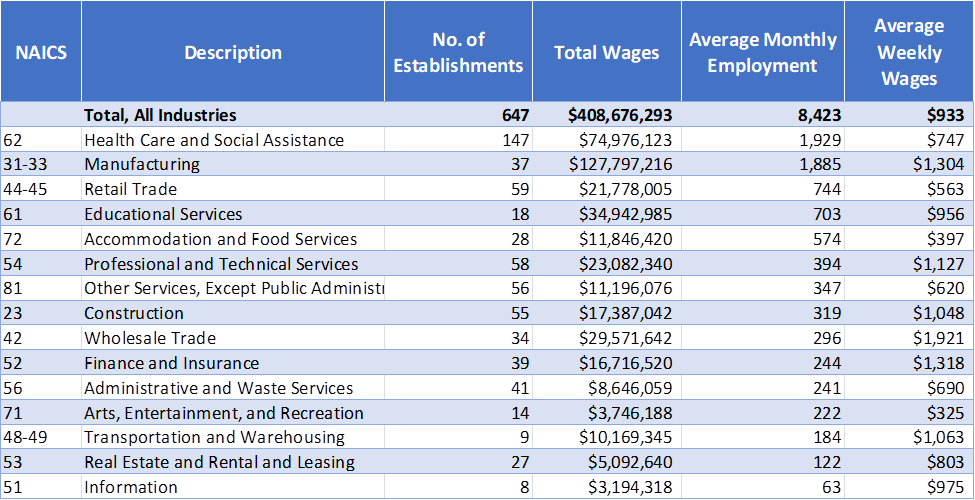 NAICS Description No. of Establishments Total Wages Average Monthly Employment Average Weekly Wages
Total, All Industries 647 $408,676,293 8,423 $933
62 Health Care and Social Assistance 147 $74,976,123 1,929 $747
31-33 Manufacturing 37 $127,797,216 1,885 $1,304
44-45 Retail Trade 59 $21,778,005 744 $563
61 Educational Services 18 $34,942,985 703 $956
72 Accommodation and Food Services 28 $11,846,420 574 $397
54 Professional and Technical Services 58 $23,082,340 394 $1,127
81 Other Services, Except Public Administr 56 $11,196,076 347 $620
23 Construction 55 $17,387,042 319 $1,048
42 Wholesale Trade 34 $29,571,642 296 $1,921
52 Finance and Insurance 39 $16,716,520 244 $1,318
56 Administrative and Waste Services 41 $8,646,059 241 $690
71 Arts, Entertainment, and Recreation 14 $3,746,188 222 $325
48-49 Transportation and Warehousing 9 $10,169,345 184 $1,063
53 Real Estate and Rental and Leasing 27 $5,092,640 122 $803
51 Information 8 $3,194,318 63 $975